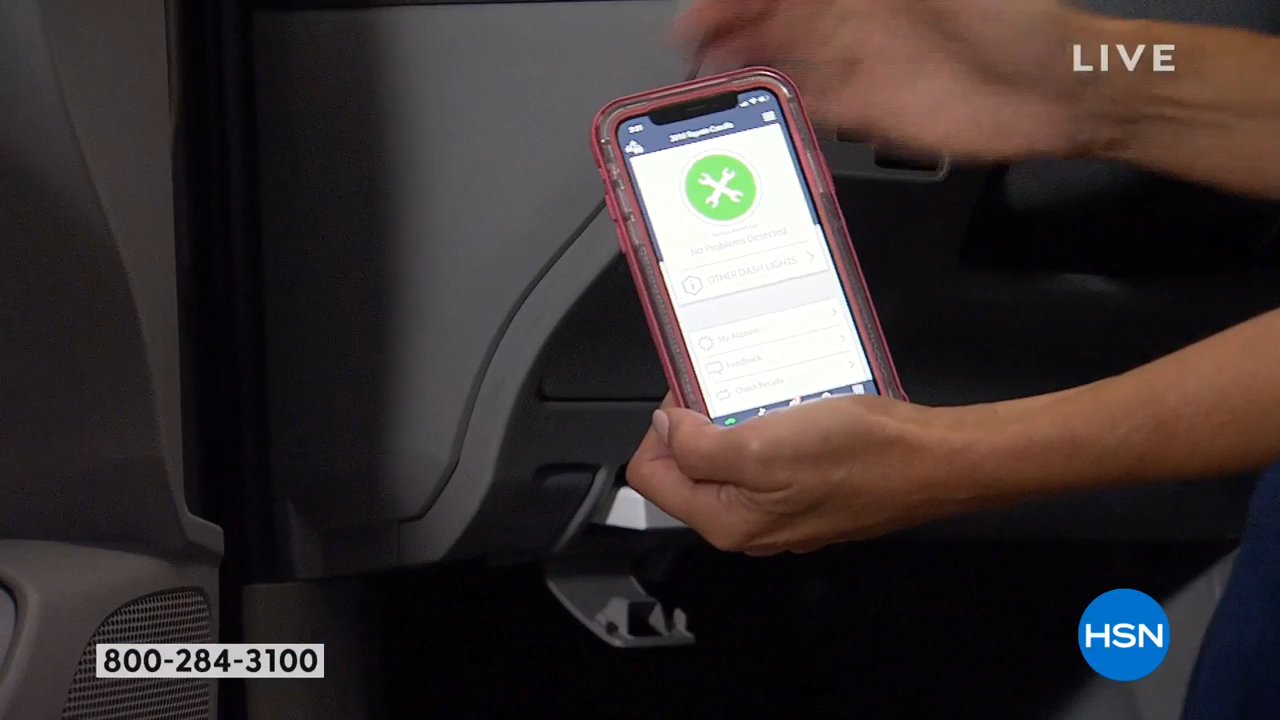 LIVE
No Problems Detected
OTHER DASH LIGHTS
My Account
Feedback
Check Recalls
800-284-3100
HSN